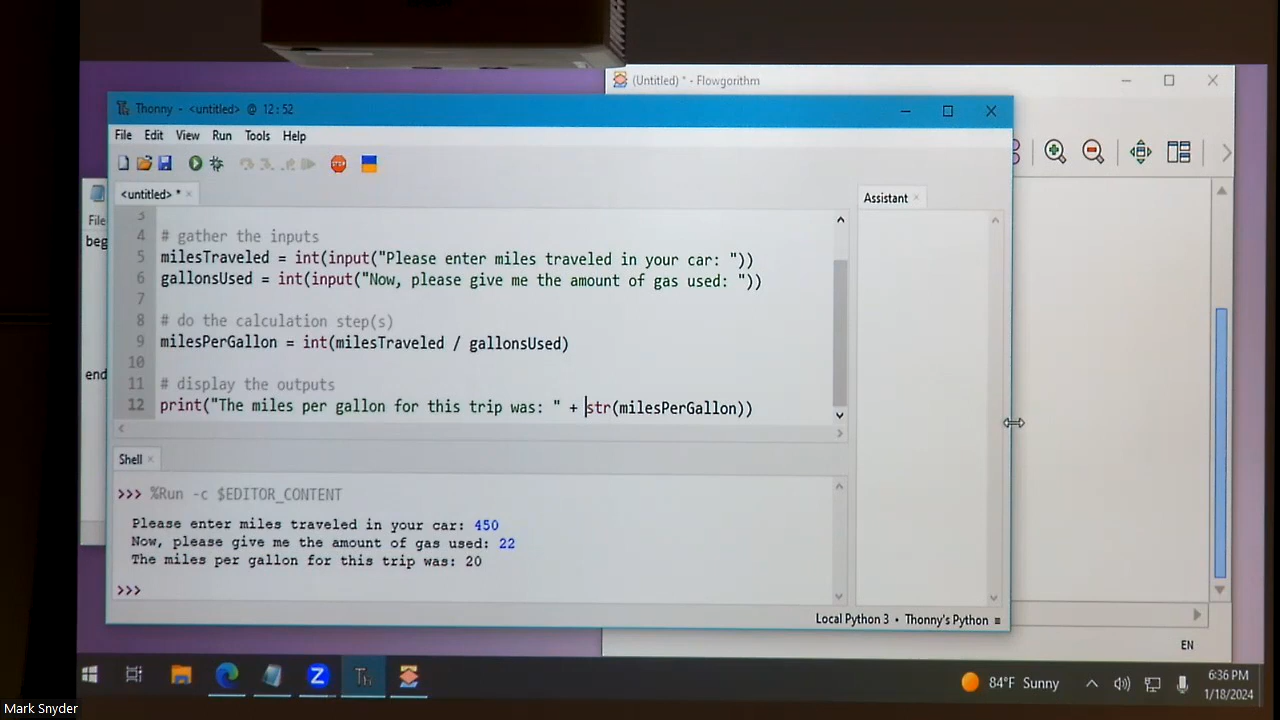 (Untitled) * - Flowgorithm
Thonny - <untitled> @ 12:52
File Edit View Run Tools Help
<untitled> *
Assistant
File
beg
end
3
4 # gather the inputs
5 milesTraveled = int(input("Please enter miles traveled in your car: "))
6 gallonsUsed = int(input("Now, please give me the amount of gas used: "))
7
8 # do the calculation step(s)
9 milesPerGallon = int(milesTraveled / gallonsUsed)
10
11 # display the outputs
12 print("The miles per gallon for this trip was: " + str(milesPerGallon))
Shell
>>> %Run -c $EDITOR_CONTENT
Please enter miles traveled in your car: 450
Now, please give me the amount of gas used: 22
The miles per gallon for this trip was: 20
>>>
Local Python 3 • Thonny's Python ≡
EN
84°F Sunny
6:36 PM
1/18/2024
Mark Snyder